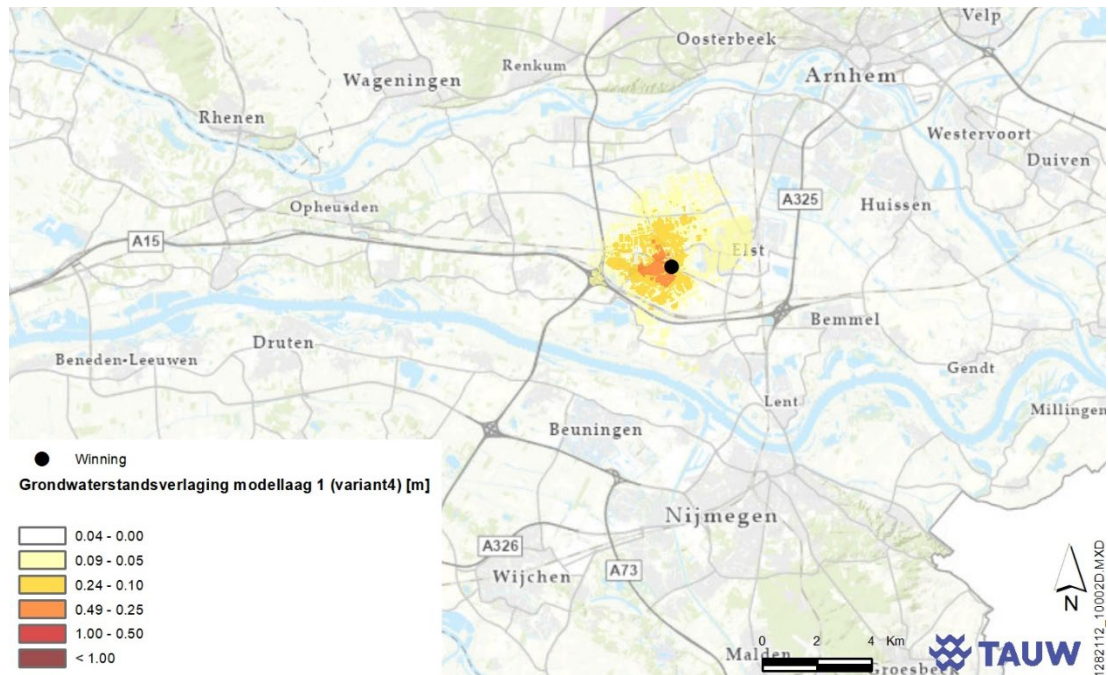 Velp
Oosterbeek
Renkum
Arnhem
Wageningen
Rhenen
Westervoort
Duiven
A325
Huissen
Opheusden
A15
Elst
Bemmel
Druten
Beneden-Leeuwen
Gendt
Lent
Millingen
Beuningen
Winning
Grondwaterstandsverlaging modellaag 1 (variant4) [m]
Nijmegen
0.04 - 0.00
A326
0.09 - 0.05
A73
Wijchen
0.24 - 0.10
0.49 - 0.25
N
1.00 - 0.50
0 2 4 Km
< 1.00
Malden
TAUW
Groesbeek
1282112_10002D.MXD